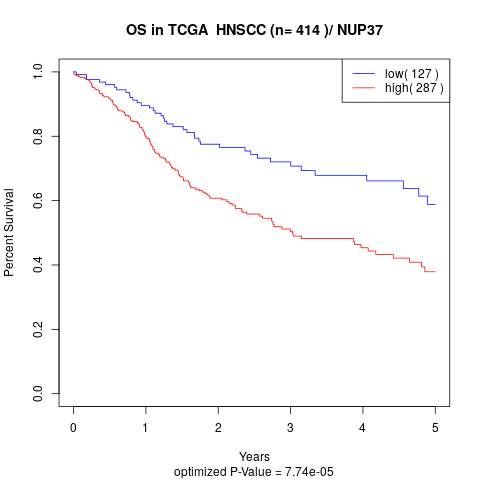 OS in TCGA  HNSCC (n= 414 )/ NUP37
low( 127 )
high( 287 )
Percent Survival
1.0
0.8
0.6
0.4
0.2
0.0
0 1 2 3 4 5
Years
optimized P-Value = 7.74e-05